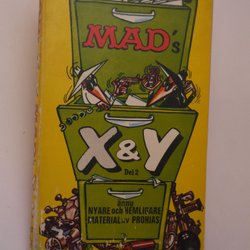 MAD's
X & Y
Del 2
ännu
NYARE och HEMLIGARE
MATERIAL av PROHIAS